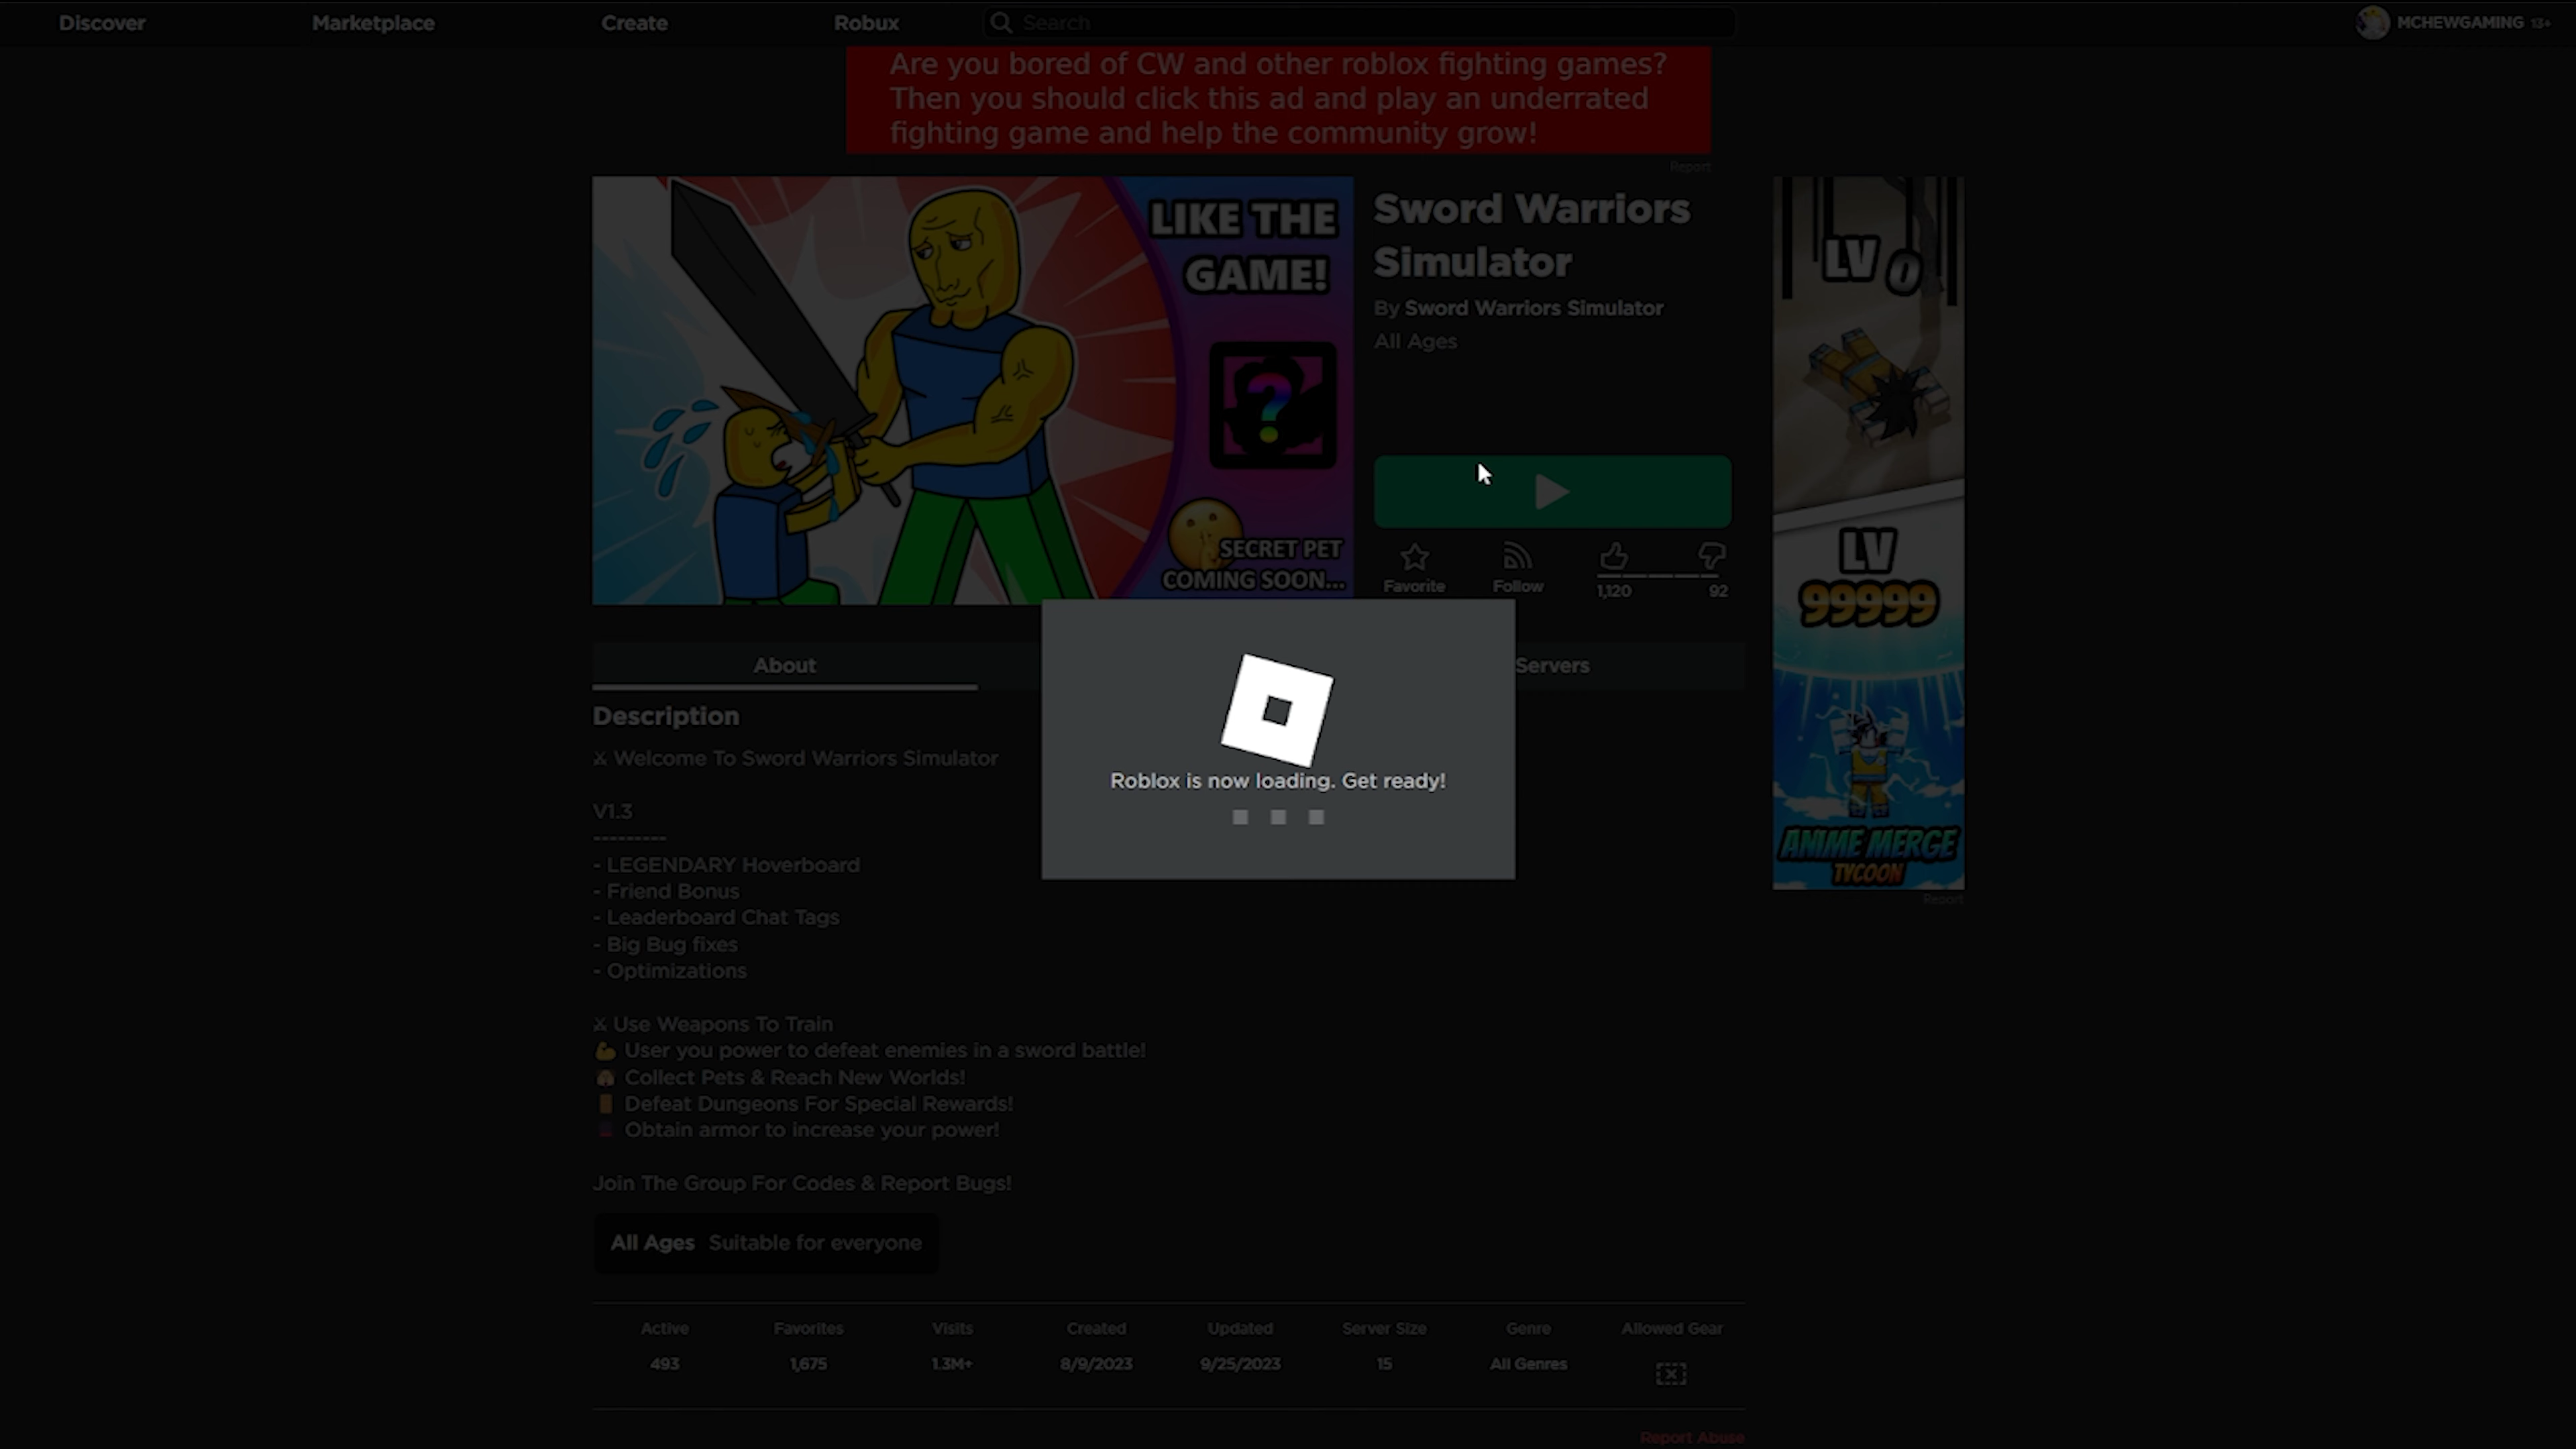 Discover
Marketplace
Create
Robux
Search
MCHEWGAMING 13+
Are you bored of CW and other roblox fighting games?
Then you should click this ad and play an underrated
fighting game and help the community grow!
Report
LIKE THE
GAME!
?
SECRET PET
COMING SOON...
Sword Warriors
Simulator
By Sword Warriors Simulator
All Ages
Favorite
Follow
1,120
92
LV 0
LV
99999
ANIME MERGE
TYCOON
Report
About
Servers
Roblox is now loading. Get ready!
Description
⚔ Welcome To Sword Warriors Simulator
V1.3
---------
- LEGENDARY Hoverboard
- Friend Bonus
- Leaderboard Chat Tags
- Big Bug fixes
- Optimizations
⚔ Use Weapons To Train
💪 User you power to defeat enemies in a sword battle!
Collect Pets & Reach New Worlds!
🚪 Defeat Dungeons For Special Rewards!
Obtain armor to increase your power!
Join The Group For Codes & Report Bugs!
All Ages Suitable for everyone
Active Favorites Visits Created Updated Server Size Genre Allowed Gear
493 1,675 1.3M+ 8/9/2023 9/25/2023 15 All Genres
Report Abuse